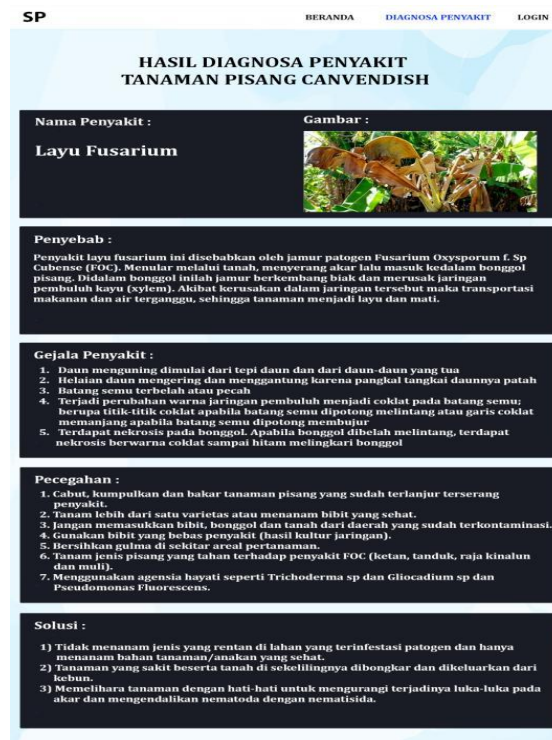 SP
BERANDA DIAGNOSA PENYAKIT LOGIN
HASIL DIAGNOSA PENYAKIT
TANAMAN PISANG CANVENDISH
Nama Penyakit :
Layu Fusarium
Gambar :
Penyebab :
Penyakit layu fusarium ini disebabkan oleh jamur patogen Fusarium Oxysporum f. Sp
Cubense (FOC). Menular melalui tanah, menyerang akar lalu masuk kedalam bonggol
pisang. Didalam bonggol inilah jamur berkembang biak dan merusak jaringan
pembuluh kayu (xylem). Akibat kerusakan dalam jaringan tersebut maka transportasi
makanan dan air terganggu, sehingga tanaman menjadi layu dan mati.
Gejala Penyakit :
1. Daun menguning dimulai dari tepi daun dan dari daun-daun yang tua
2. Helaian daun mengering dan menggantung karena pangkal tangkai daunnya patah
3. Batang semu terbelah atau pecah
4. Terjadi perubahan warna jaringan pembuluh menjadi coklat pada batang semu;
berupa titik-titik coklat apabila batang semu dipotong melintang atau garis coklat
memanjang apabila batang semu dipotong membujur
5. Terdapat nekrosis pada bonggol. Apabila bonggol dibelah melintang, terdapat
nekrosis berwarna coklat sampai hitam melingkari bonggol
Pecegahan :
1. Cabut, kumpulkan dan bakar tanaman pisang yang sudah terlanjur terserang
penyakit.
2. Tanam lebih dari satu varietas atau menanam bibit yang sehat.
3. Jangan memasukkan bibit, bonggol dan tanah dari daerah yang sudah terkontaminasi.
4. Gunakan bibit yang bebas penyakit (hasil kultur jaringan).
5. Bersihkan gulma di sekitar areal pertanaman.
6. Tanam jenis pisang yang tahan terhadap penyakit FOC (ketan, tanduk, raja kinalun
dan muli).
7. Menggunakan agensia hayati seperti Trichoderma sp dan Gliocadium sp dan
Pseudomonas Fluorescens.
Solusi :
1) Tidak menanam jenis yang rentan di lahan yang terinfestasi patogen dan hanya
menanam bahan tanaman/anakan yang sehat.
2) Tanaman yang sakit beserta tanah di sekelilingnya dibongkar dan dikeluarkan dari
kebun.
3) Memelihara tanaman dengan hati-hati untuk mengurangi terjadinya luka-luka pada
akar dan mengendalikan nematoda dengan nematisida.